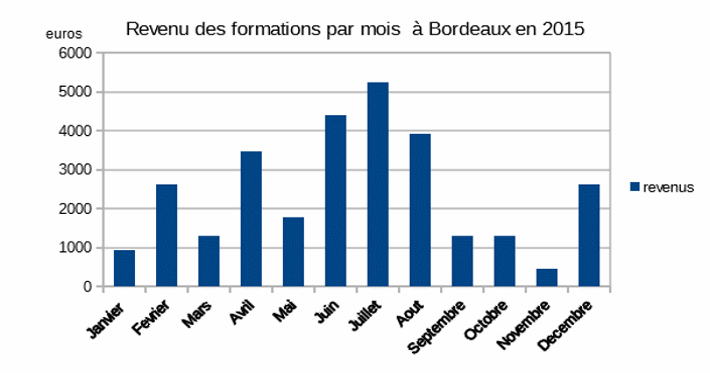 Revenu des formations par mois  à Bordeaux en 2015
euros
6000
5000
4000
3000
2000
1000
0
revenus
Janvier
Fevrier
Mars
Avril
Mai
Juin
Juillet
Aout
Septembre
Octobre
Novembre
Decembre